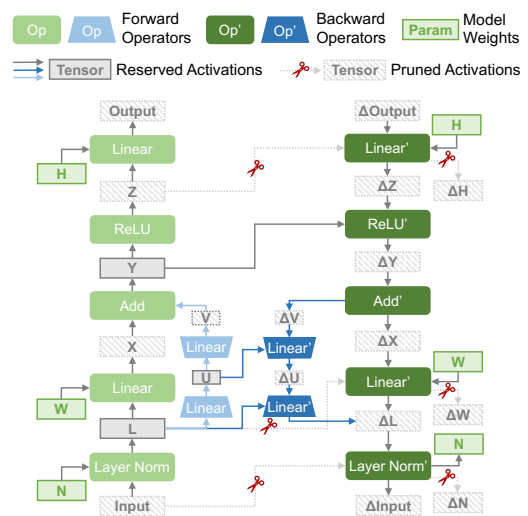 Op Op Forward Operators Op' Op' Backward Operators Param Model Weights
Tensor Reserved Activations Tensor Pruned Activations
Output ΔOutput
H
Linear Linear'
H
Z ΔZ ΔH
ReLU ReLU'
Y ΔY
Add V ΔV Add'
X Linear Linear' ΔX
W
Linear U ΔU Linear'
W Linear Linear' ΔW
L ΔL
N
Layer Norm Layer Norm'
N
Input ΔInput ΔN